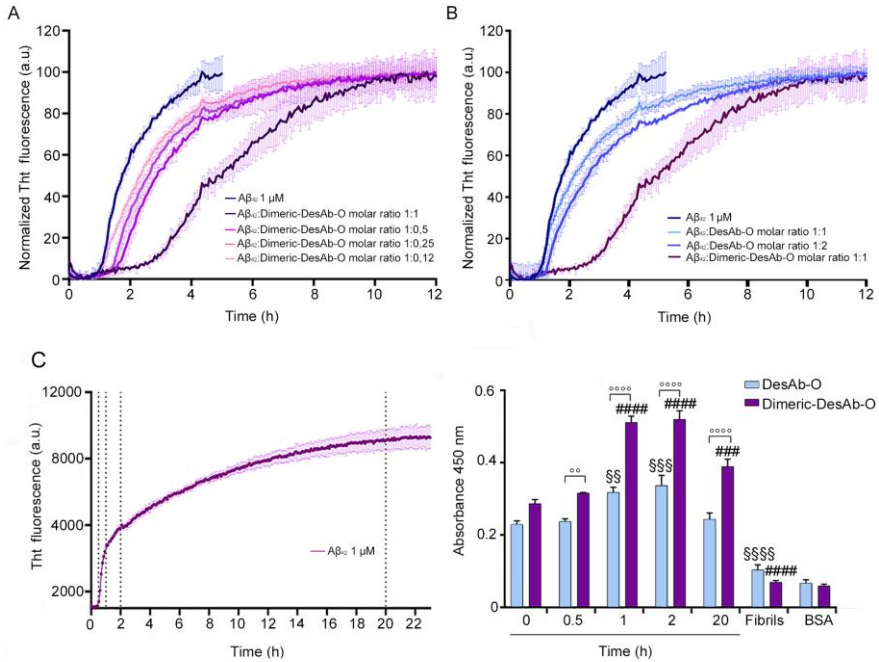 A
Normalized Tht fluorescence (a.u)
120
100
80
60
40
20
0
0 2 4 6 8 10 12
Time (h)
Aβ₄₂ 1 µM
Aβ₄₂:Dimeric-DesAb-O molar ratio 1:1
Aβ₄₂:Dimeric-DesAb-O molar ratio 1:0,5
Aβ₄₂:Dimeric-DesAb-O molar ratio 1:0,25
Aβ₄₂:Dimeric-DesAb-O molar ratio 1:0,12
B
Normalized Tht fluorescence (a.u)
120
100
80
60
40
20
0
0 2 4 6 8 10 12
Time (h)
Aβ₄₂ 1 µM
Aβ₄₂:DesAb-O molar ratio 1:1
Aβ₄₂:DesAb-O molar ratio 1:2
Aβ₄₂:Dimeric-DesAb-O molar ratio 1:1
C
Tht fluorescence (a.u.)
12000
8000
4000
2000
0 2 4 6 8 10 12 14 16 18 20 22
Time (h)
Aβ₄₂ 1 µM
Absorbance 450 nm
0.6
0.4
0.2
0
DesAb-O
Dimeric-DesAb-O
°°
°°°°
####
§§
°°°°
####
§§§
°°°°
###
§§§§
####
0 0.5 1 2 20 Fibrils BSA
Time (h)